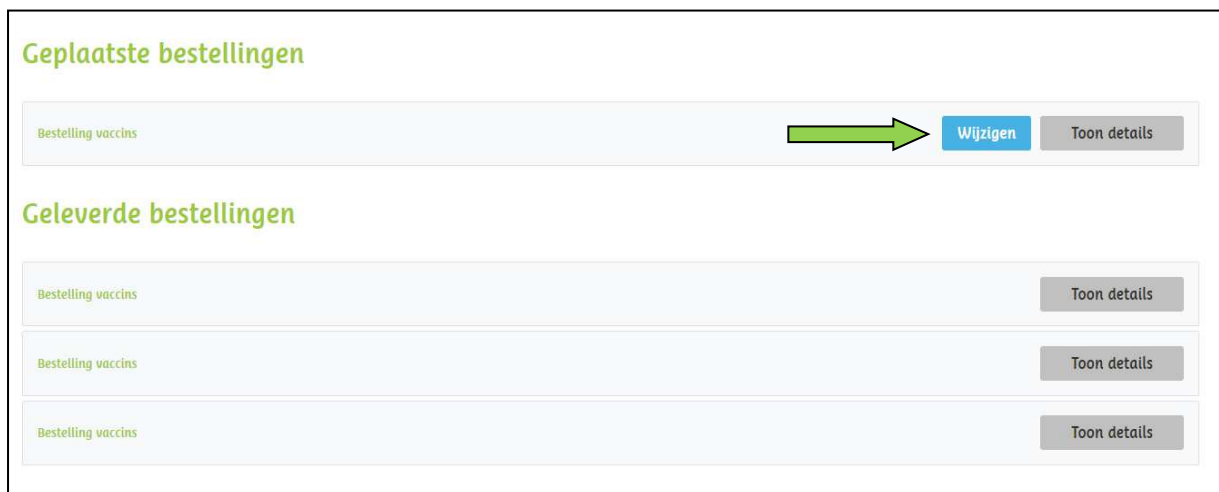 Geplaatste bestellingen
Bestelling vaccins Wijzigen Toon details
Geleverde bestellingen
Bestelling vaccins Toon details
Bestelling vaccins Toon details
Bestelling vaccins Toon details